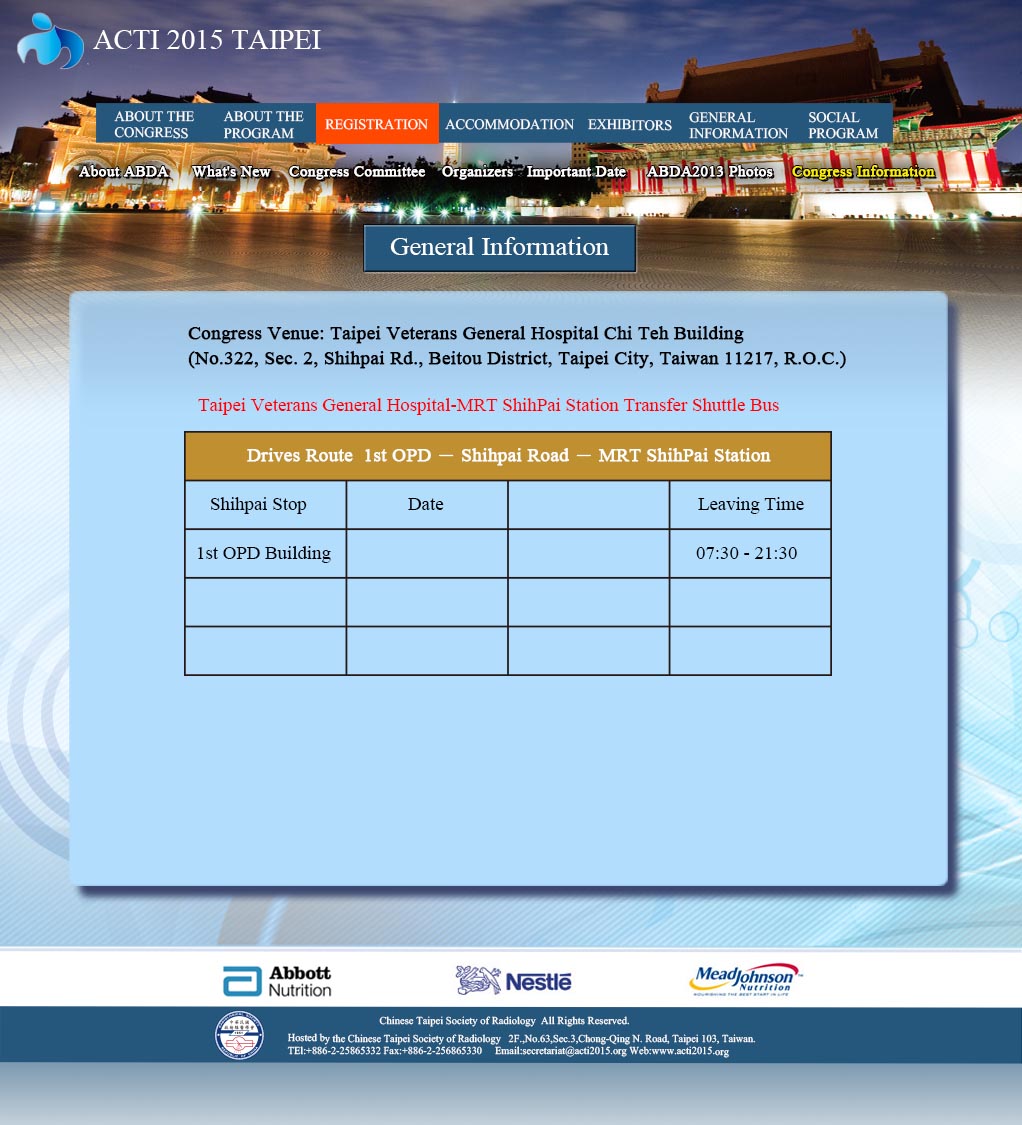 ACTI 2015 TAIPEI
ABOUT THE CONGRESS
ABOUT THE PROGRAM
REGISTRATION
ACCOMMODATION
EXHIBITORS
GENERAL INFORMATION
SOCIAL PROGRAM
About ABDA What's New Congress Committee Organizers Important Date ABDA2013 Photos Congress Information
General Information
Congress Venue: Taipei Veterans General Hospital Chi Teh Building
(No.322, Sec. 2, Shihpai Rd., Beitou District, Taipei City, Taiwan 11217, R.O.C.)
Taipei Veterans General Hospital-MRT ShihPai Station Transfer Shuttle Bus
Drives Route 1st OPD － Shihpai Road － MRT ShihPai Station
Shihpai Stop Date Leaving Time
1st OPD Building 07:30 - 21:30
Abbott
Nutrition
Nestlé
MeadJohnson
Nutrition
NOURISHING THE BEST START IN LIFE
Chinese Taipei Society of Radiology All Rights Reserved.
Hosted by the Chinese Taipei Society of Radiology 2F.,No.63,Sec.3,Chong-Qing N. Road, Taipei 103, Taiwan.
TEl:+886-2-25865332 Fax:+886-2-256865330 Email:secretariat@acti2015.org Web:www.acti2015.org